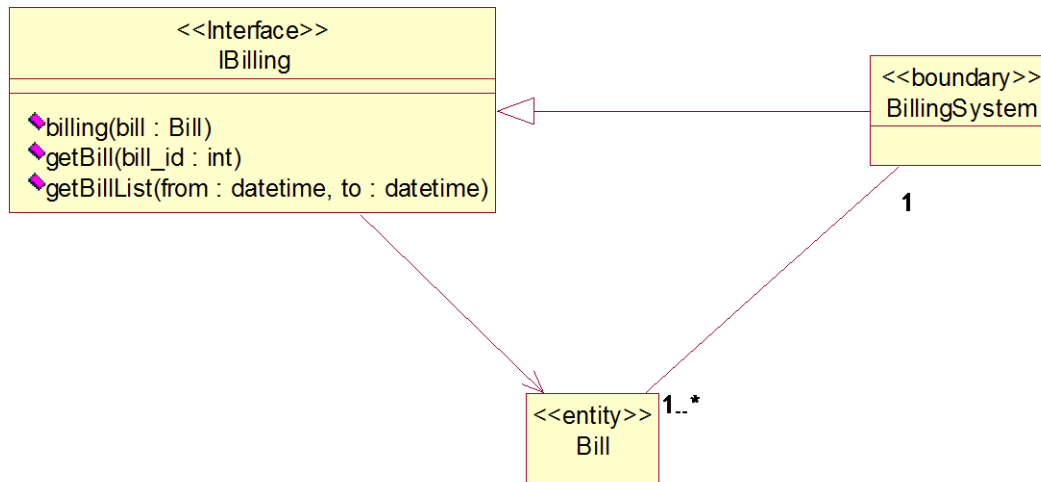 <<Interface>>
IBilling
billing(bill : Bill)
getBill(bill_id : int)
getBillList(from : datetime, to : datetime)
<<boundary>>
BillingSystem
1
1..*
<<entity>>
Bill